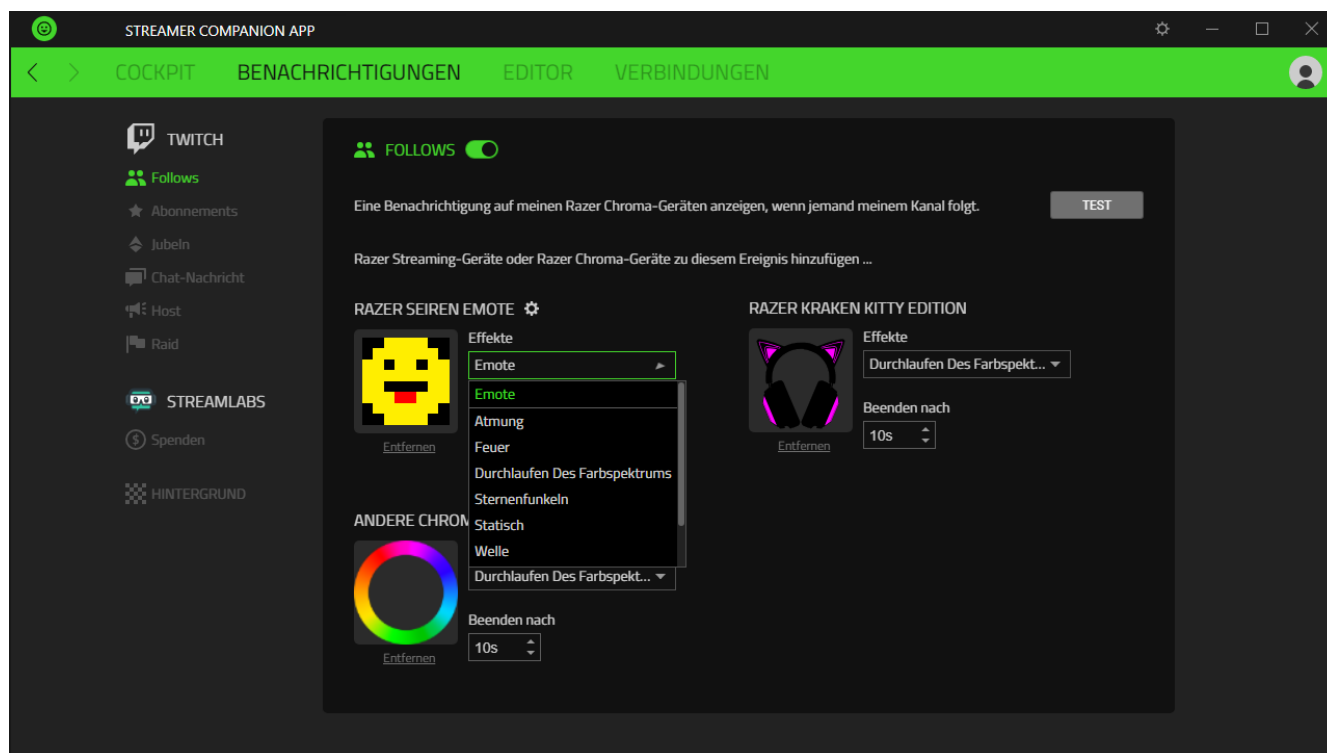 STREAMER COMPANION APP
COCKPIT BENACHRICHTIGUNGEN EDITOR VERBINDUNGEN
TWITCH
Follows
Abonnements
Jubeln
Chat-Nachricht
Host
Raid
STREAMLABS
Spenden
HINTERGRUND
FOLLOWS
Eine Benachrichtigung auf meinen Razer Chroma-Geräten anzeigen, wenn jemand meinem Kanal folgt.
TEST
Razer Streaming-Geräte oder Razer Chroma-Geräte zu diesem Ereignis hinzufügen ...
RAZER SEIREN EMOTE
Effekte
Emote
Emote
Atmung
Feuer
Durchlaufen Des Farbspektrums
Sternenfunkeln
Statisch
Welle
Entfernen
RAZER KRAKEN KITTY EDITION
Effekte
Durchlaufen Des Farbspekt...
Beenden nach
10s
Entfernen
ANDERE CHROM
Durchlaufen Des Farbspekt...
Beenden nach
10s
Entfernen